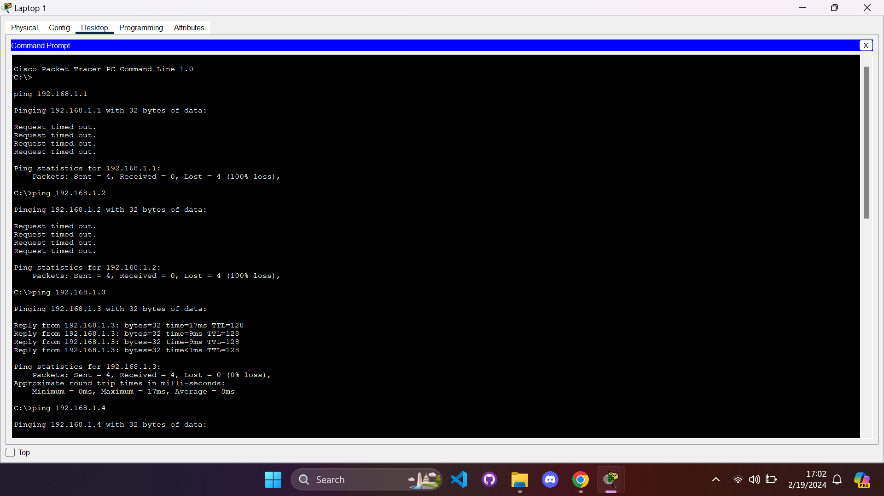 Laptop 1
Physical Config Desktop Programming Attributes
Command Prompt X
Cisco Packet Tracer PC Command Line 1.0
C:\>
ping 192.168.1.1
Pinging 192.168.1.1 with 32 bytes of data:
Request timed out.
Request timed out.
Request timed out.
Request timed out.
Ping statistics for 192.168.1.1:
Packets: Sent = 4, Received = 0, Lost = 4 (100% loss),
C:\>ping 192.168.1.2
Pinging 192.168.1.2 with 32 bytes of data:
Request timed out.
Request timed out.
Request timed out.
Request timed out.
Ping statistics for 192.168.1.2:
Packets: Sent = 4, Received = 0, Lost = 4 (100% loss),
C:\>ping 192.168.1.3
Pinging 192.168.1.3 with 32 bytes of data:
Reply from 192.168.1.3: bytes=32 time=17ms TTL=128
Reply from 192.168.1.3: bytes=32 time=9ms TTL=128
Reply from 192.168.1.3: bytes=32 time=9ms TTL=128
Reply from 192.168.1.3: bytes=32 time<1ms TTL=128
Ping statistics for 192.168.1.3:
Packets: Sent = 4, Received = 4, Lost = 0 (0% loss),
Approximate round trip times in milli-seconds:
Minimum = 0ms, Maximum = 17ms, Average = 8ms
C:\>ping 192.168.1.4
Pinging 192.168.1.4 with 32 bytes of data:
Top
Search
17:02
2/19/2024